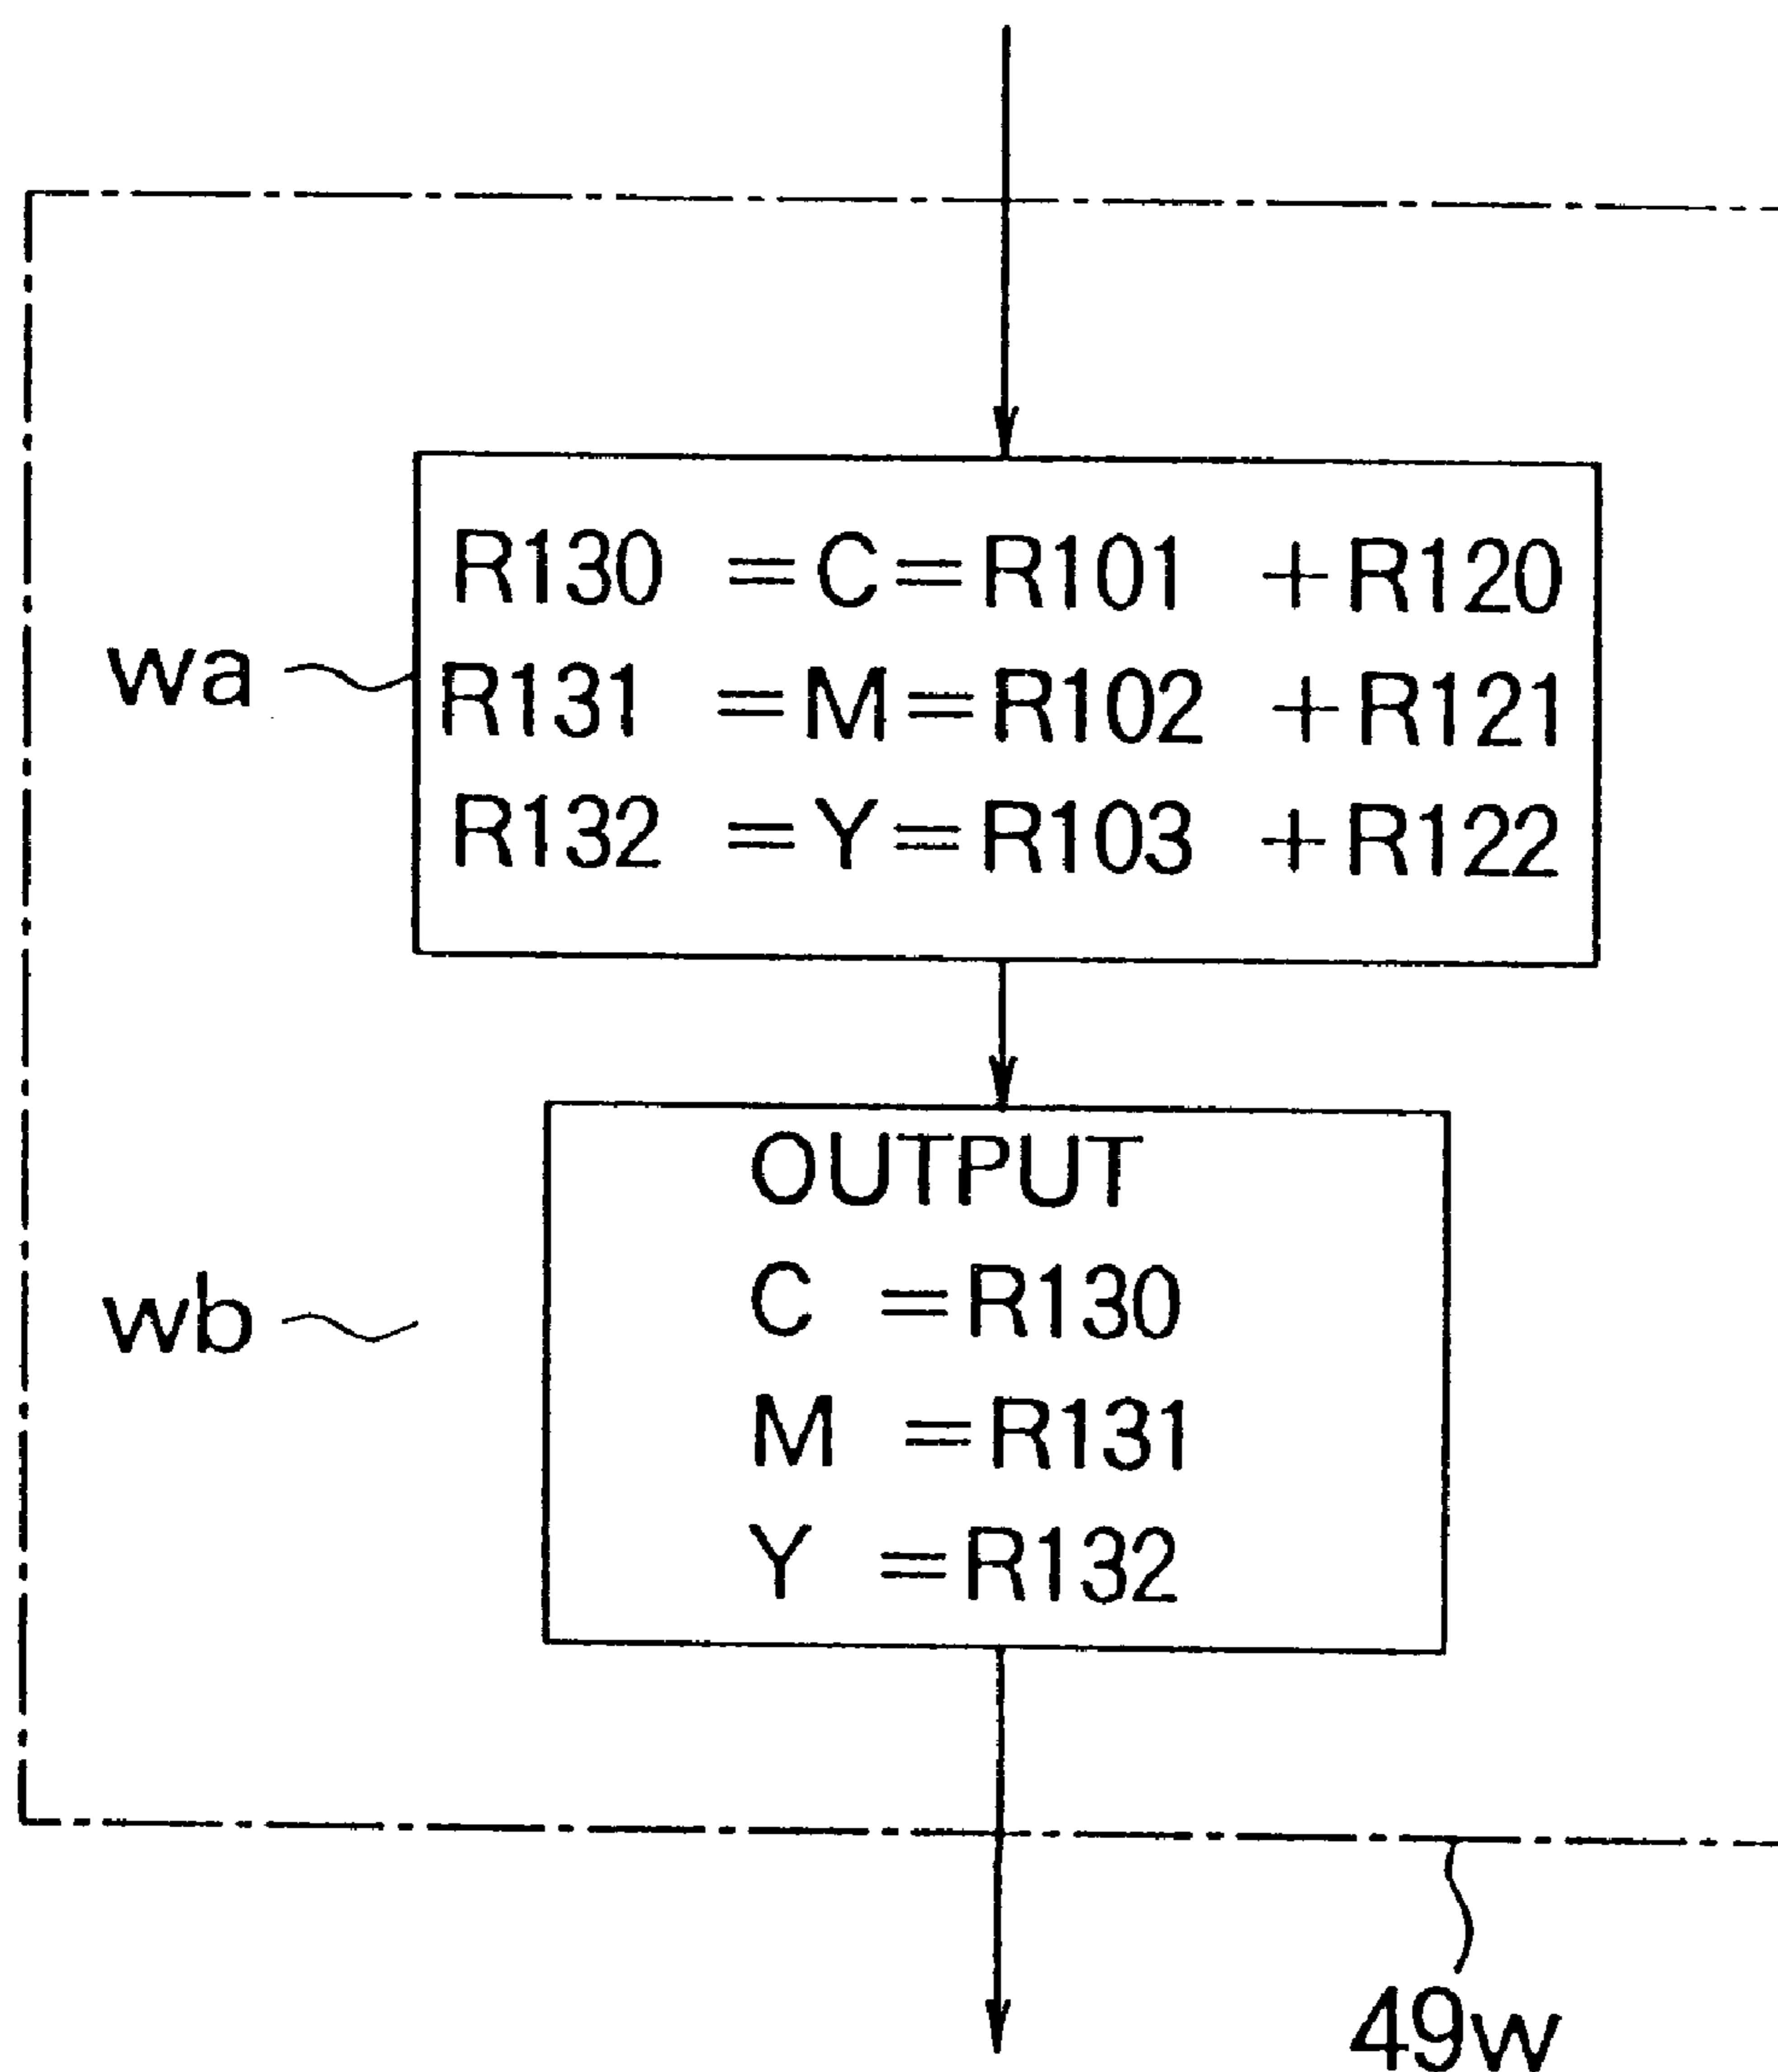 R130 =C=R101 +R120
wa
R131 =M=R102 +R121
R132 =Y=R103 +R122
OUTPUT
C =R130
wb
M =R131
Y =R132
49w